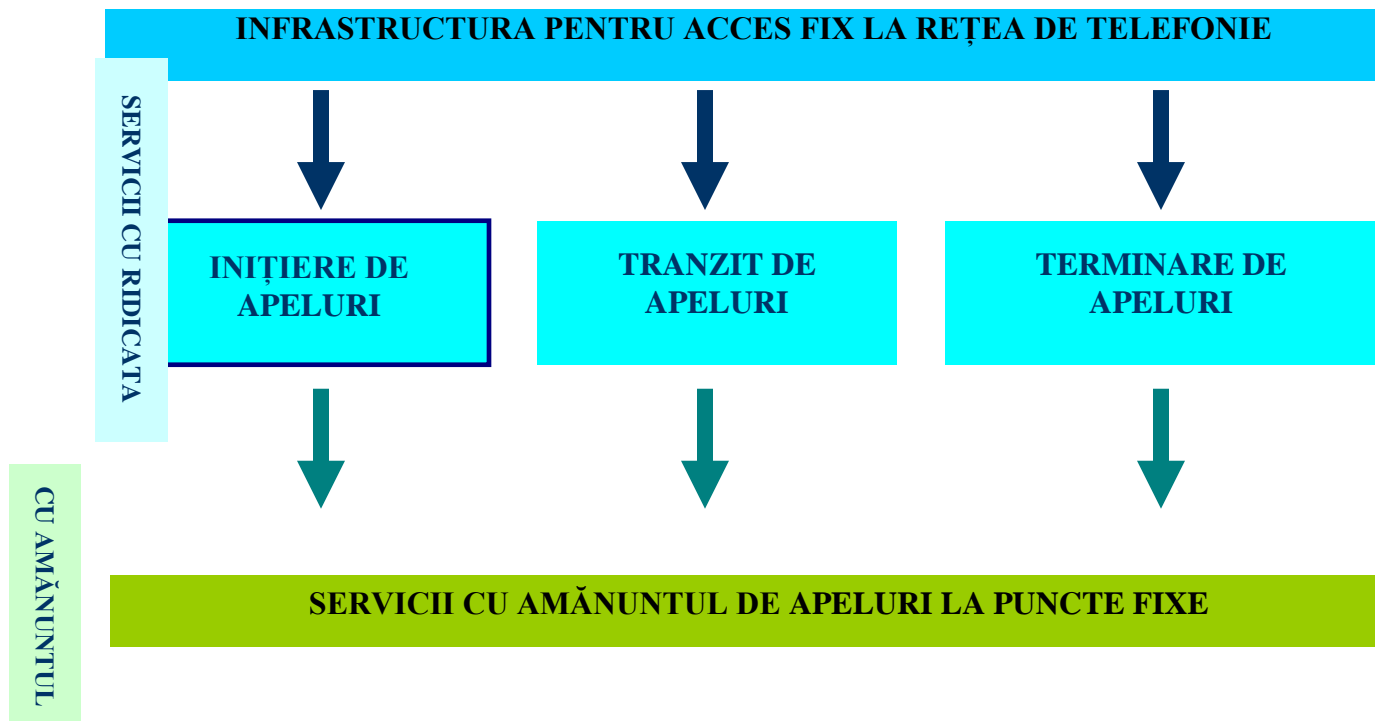 INFRASTRUCTURA PENTRU ACCES FIX LA REȚEA DE TELEFONIE
SERVICII CU RIDICATA
INIȚIERE DE
APELURI
TRANZIT DE
APELURI
TERMINARE DE
APELURI
CU AMĂNUNTUL
SERVICII CU AMĂNUNTUL DE APELURI LA PUNCTE FIXE